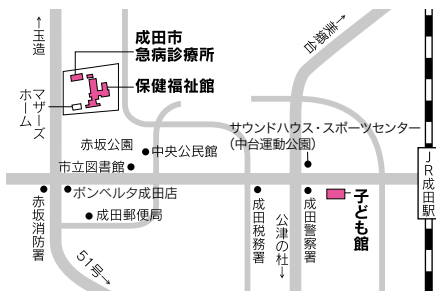 ←玉造
成田市
急病診療所
保健福祉館
マザーズ
ホーム
↑美郷台
赤坂公園
中央公民館
市立図書館
サウンドハウス・スポーツセンター
(中台運動公園)
JR成田駅
赤坂消防署
ボンベルタ成田店
成田郵便局
51号→
成田税務署
公津の杜→
成田警察署
子ども館